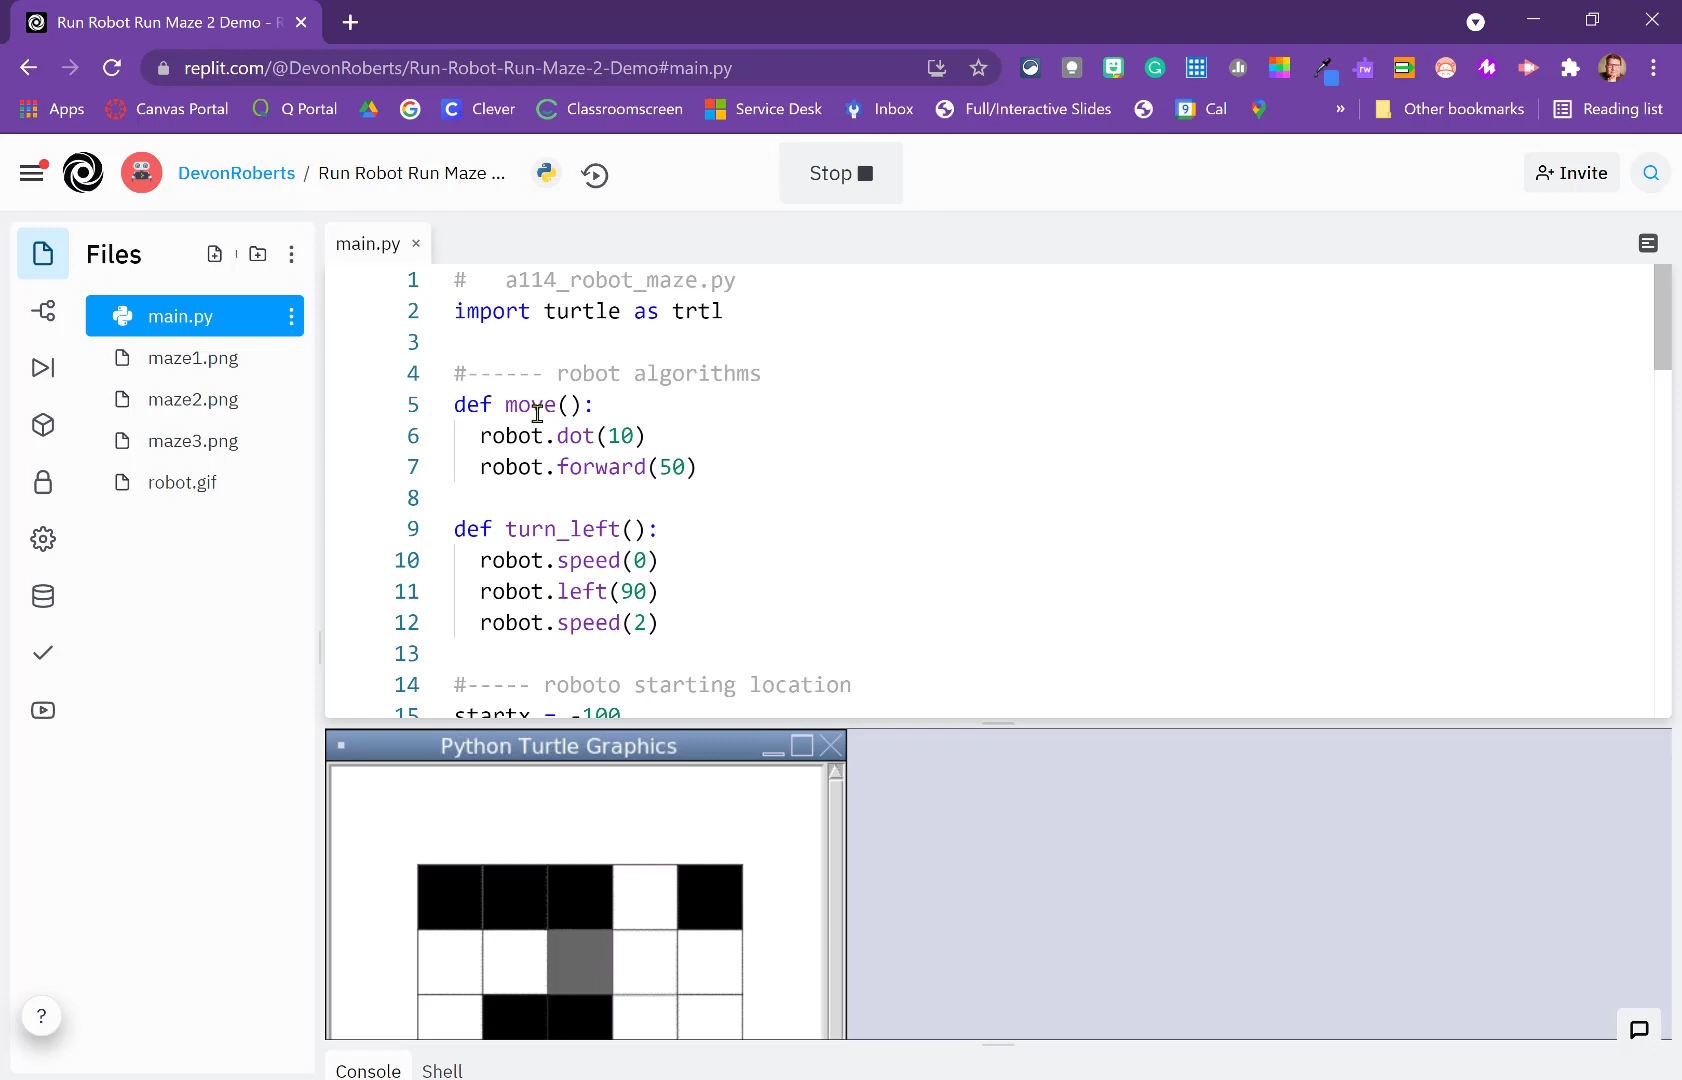 Run Robot Run Maze 2 Demo - R
replit.com/@DevonRoberts/Run-Robot-Run-Maze-2-Demo#main.py
Apps Canvas Portal Q Portal Clever Classroomscreen Service Desk Inbox Full/Interactive Slides 9 Cal » Other bookmarks Reading list
DevonRoberts / Run Robot Run Maze ... Stop Invite
Files
main.py
maze1.png
maze2.png
maze3.png
robot.gif
main.py ×
1 # a114_robot_maze.py
2 import turtle as trtl
3
4 #------ robot algorithms
5 def move():
6 robot.dot(10)
7 robot.forward(50)
8
9 def turn_left():
10 robot.speed(0)
11 robot.left(90)
12 robot.speed(2)
13
14 #----- roboto starting location
15 startx = -100
Python Turtle Graphics
?
Console Shell